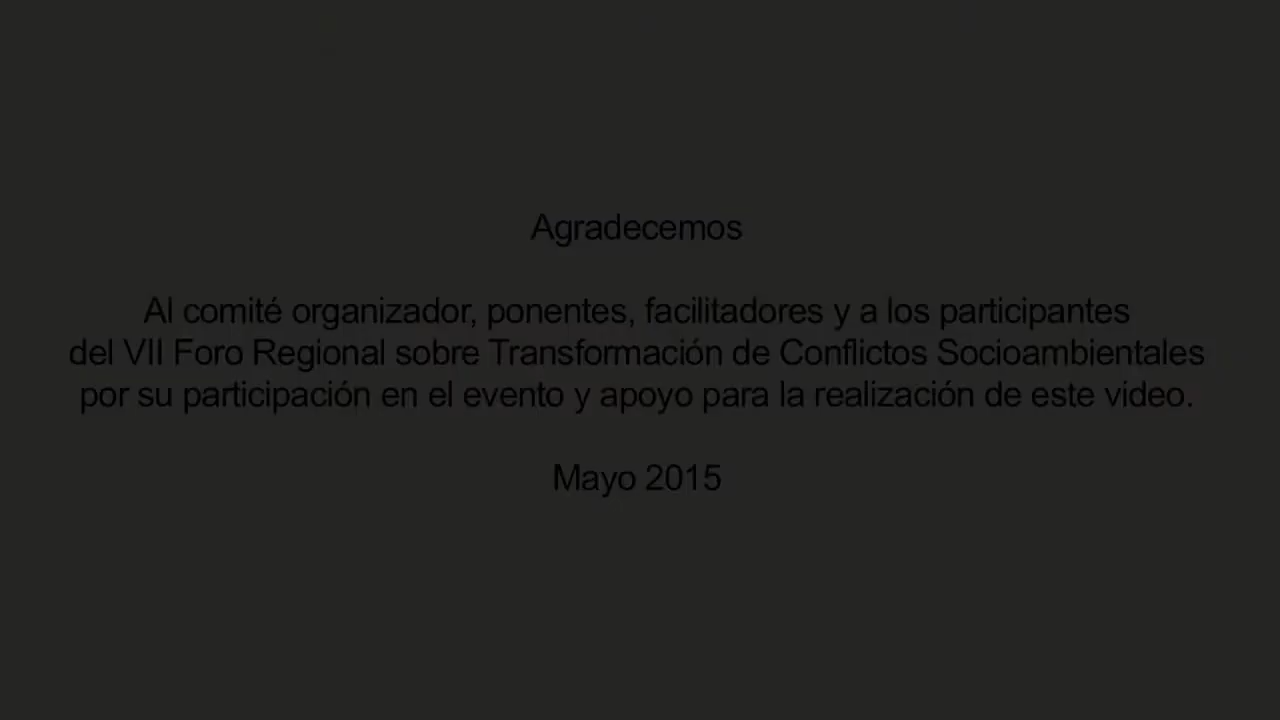 Agradecemos
Al comité organizador, ponentes, facilitadores y a los participantes
del VII Foro Regional sobre Transformación de Conflictos Socioambientales
por su participación en el evento y apoyo para la realización de este video.
Mayo 2015